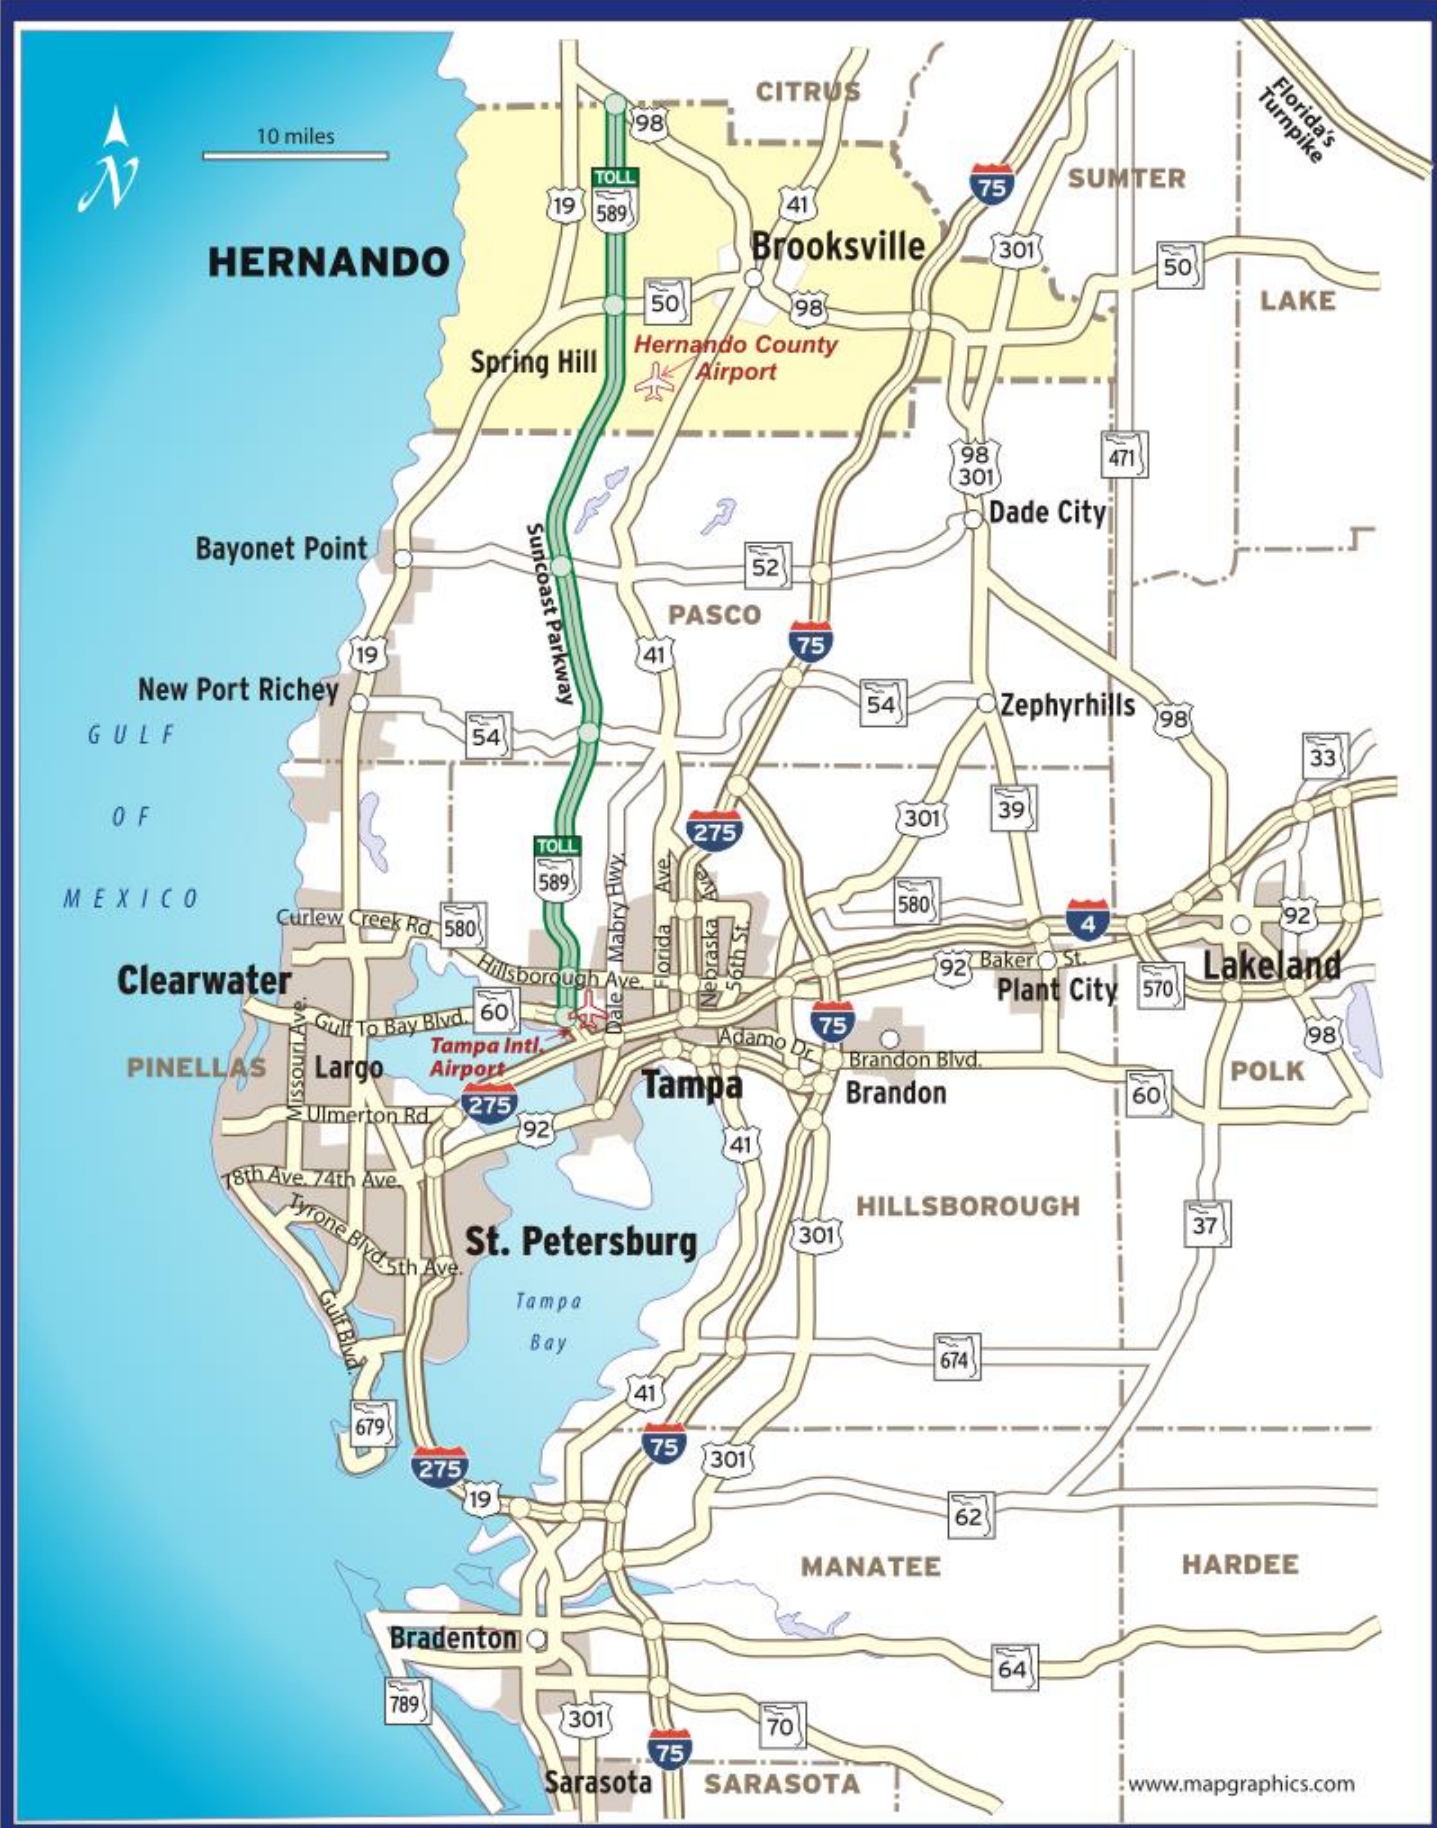 CITRUS
Florida's
Turnpike
10 miles
N
98
TOLL
589
19
41
75
SUMTER
301
HERNANDO
Brooksville
50
LAKE
50
98
Hernando County
Airport
Spring Hill
98
301
471
Dade City
Bayonet Point
52
Suncoast Parkway
PASCO
19
41
75
New Port Richey
54
Zephyrhills
98
GULF
54
33
OF
301
39
275
TOLL
589
MEXICO
Curlew Creek Rd.
580
Dale Mabry Hwy.
Florida Ave.
Nebraska Ave.
56th St.
580
4
92
Clearwater
Hillsborough Ave.
92
Baker St.
Lakeland
Plant City
570
60
Gulf To Bay Blvd.
Missouri Ave.
75
98
Tampa Intl.
Airport
Adamo Dr.
Brandon Blvd.
PINELLAS
Largo
POLK
Tampa
Brandon
60
275
Ulmerton Rd.
92
41
78th Ave. 74th Ave.
HILLSBOROUGH
Tyrone Blvd.
37
St. Petersburg
301
5th Ave.
Tampa
Bay
Gulf Blvd.
674
41
679
75
301
275
19
62
MANATEE
HARDEE
Bradenton
64
789
301
70
75
Sarasota
SARASOTA
www.mapgraphics.com